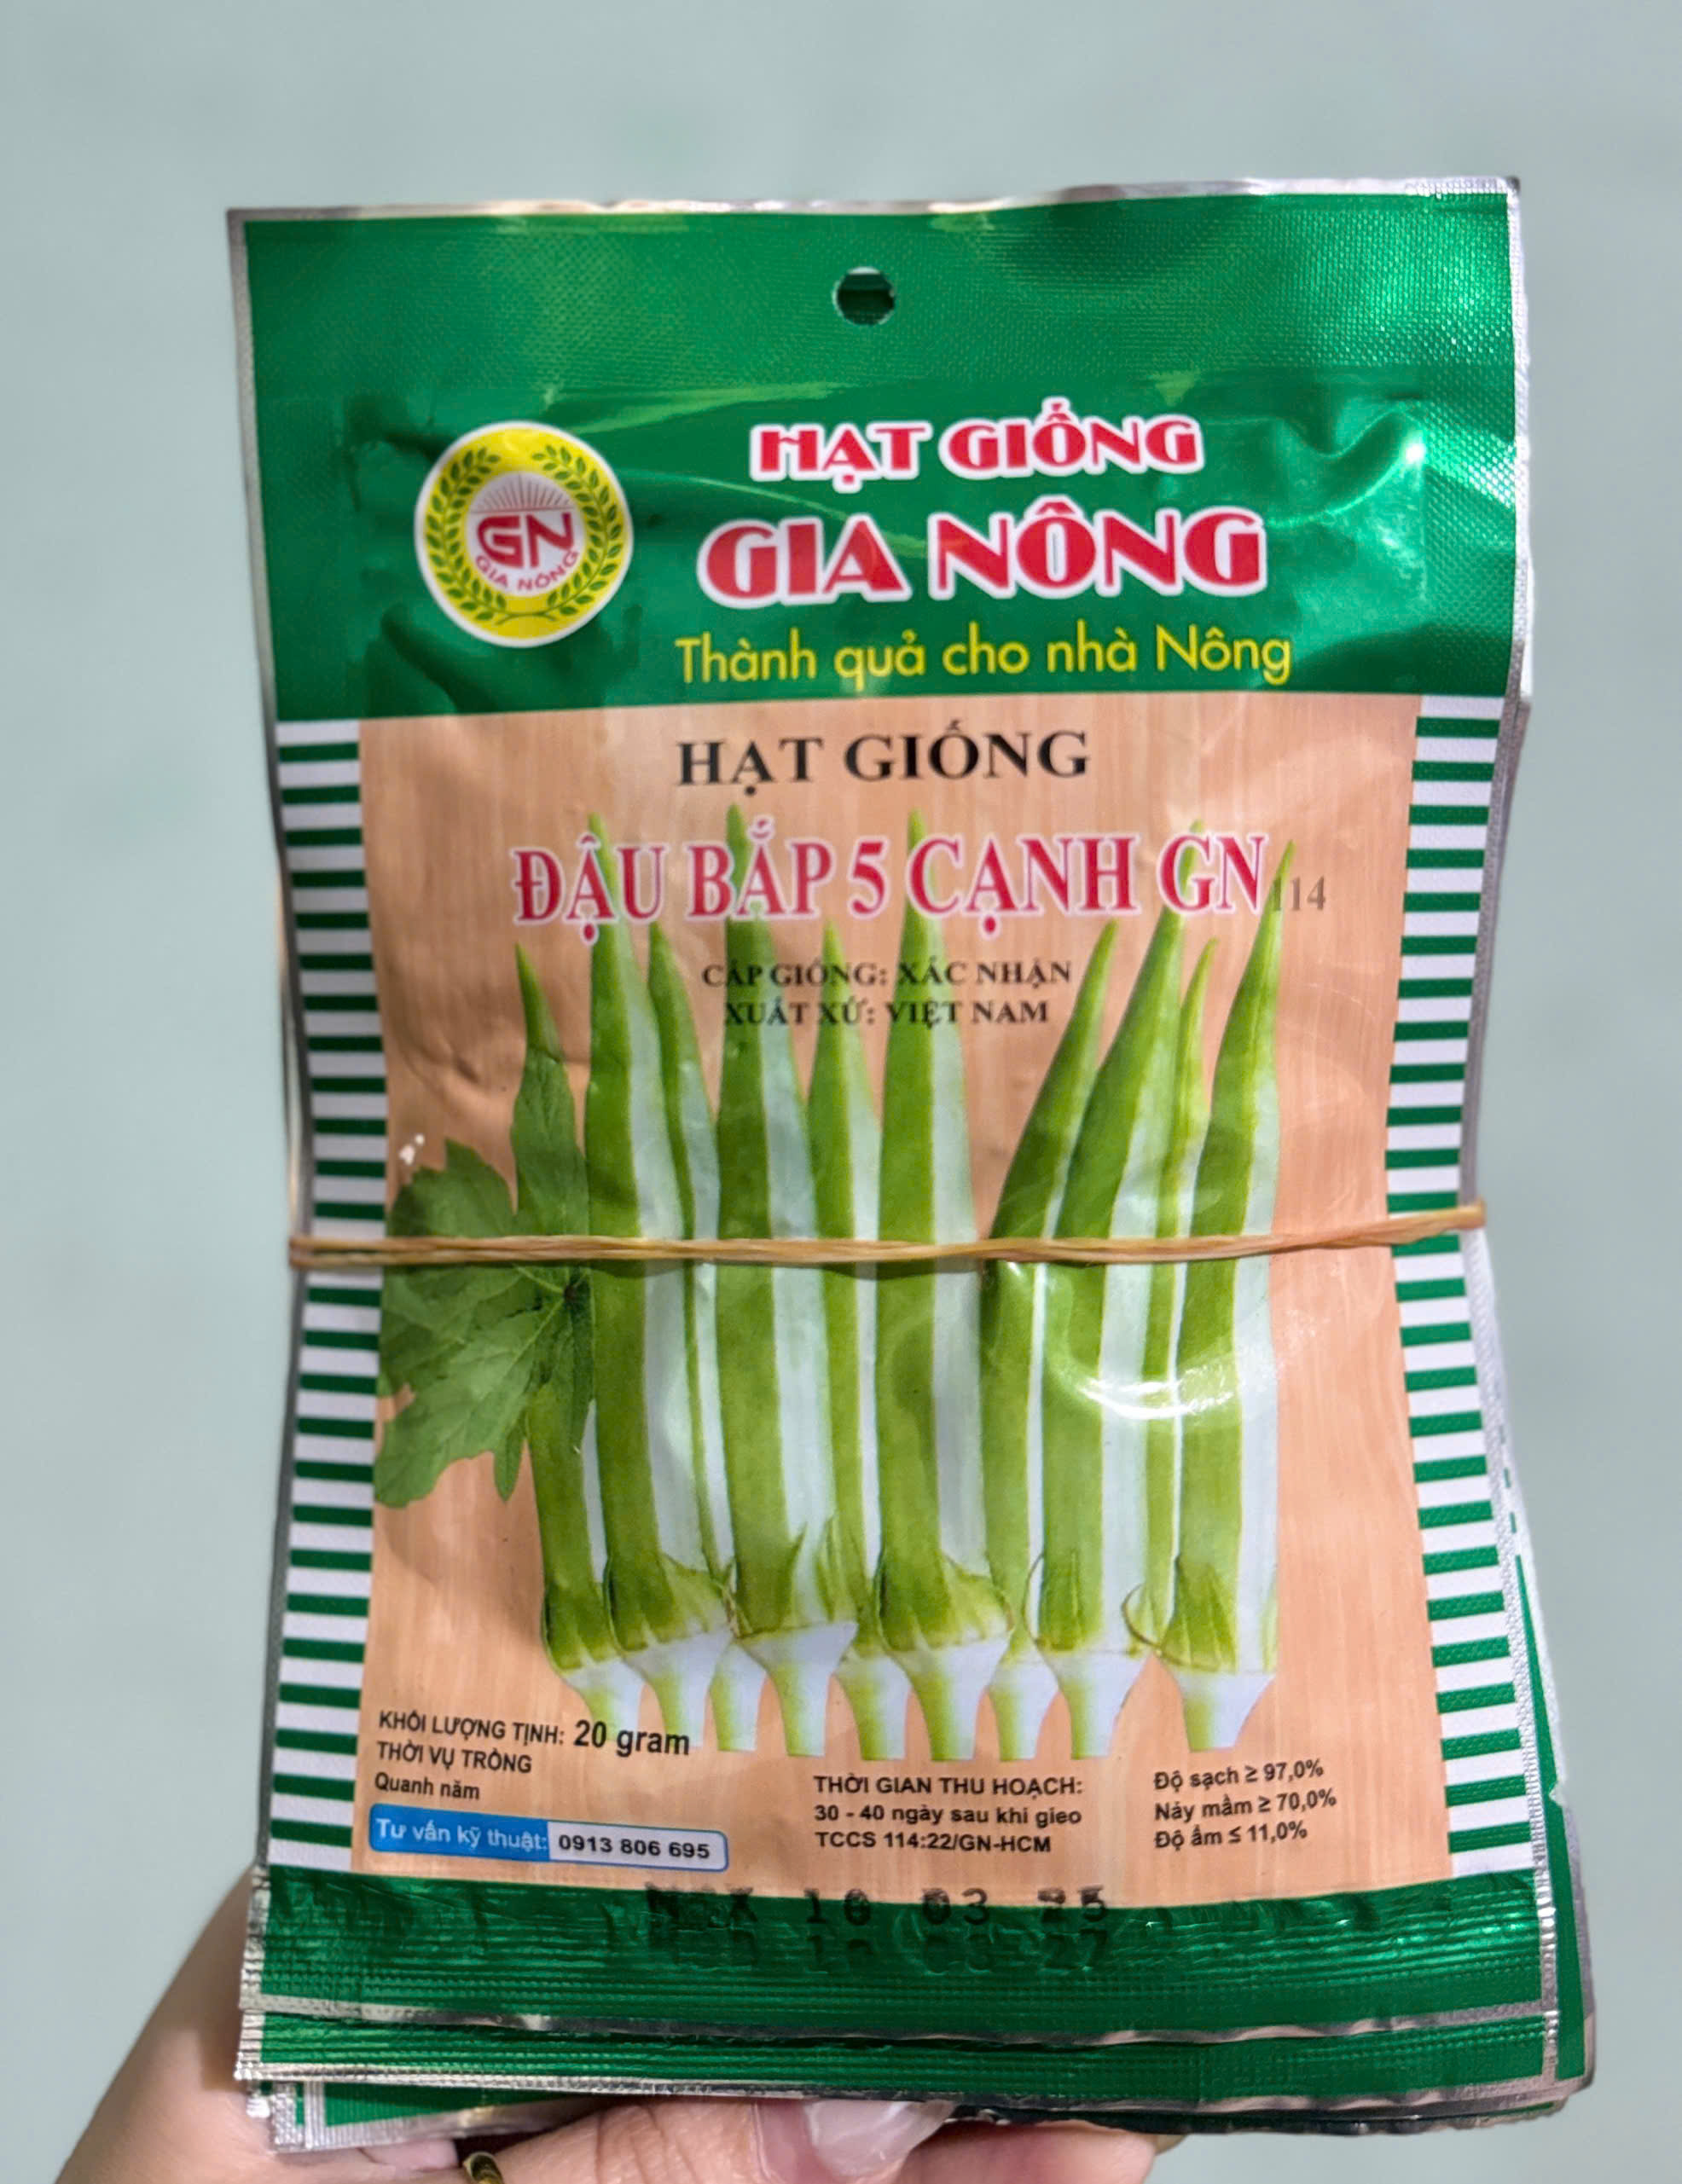 HẠT GIỐNG
GIA NÔNG
GN
GIA NÔNG
Thành quả cho nhà Nông
HẠT GIỐNG
ĐẬU BẮP 5 CẠNH GN 114
CẤP GIỐNG: XÁC NHẬN
XUẤT XỨ: VIỆT NAM
KHỐI LƯỢNG TỊNH: 20 gram
THỜI VỤ TRỒNG
Quanh năm
Tư vấn kỹ thuật: 0913 806 695
THỜI GIAN THU HOẠCH:
30 - 40 ngày sau khi gieo
TCCS 114:22/GN-HCM
Độ sạch ≥ 97,0%
Nảy mầm ≥ 70,0%
Độ ẩm ≤ 11,0%
NSX 10 03 25